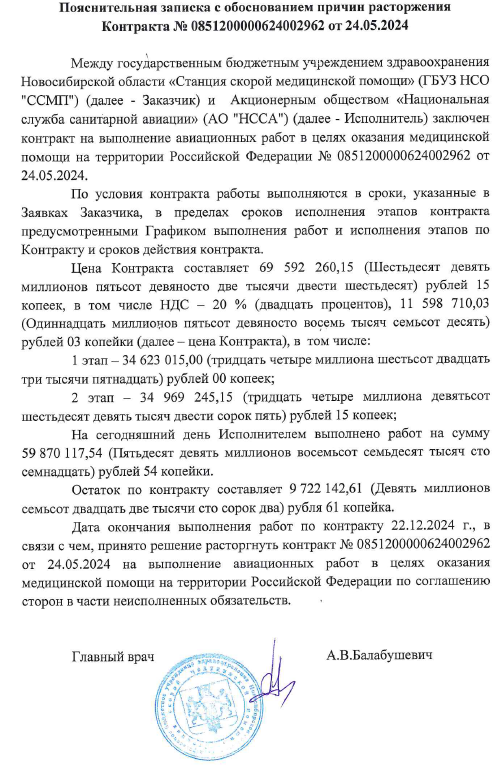 Пояснительная записка с обоснованием причин расторжения
Контракта № 0851200000624002962 от 24.05.2024
Между государственным бюджетным учреждением здравоохранения
Новосибирской области «Станция скорой медицинской помощи» (ГБУЗ НСО
"ССМП") (далее - Заказчик) и Акционерным обществом «Национальная
служба санитарной авиации» (АО "НССА") (далее - Исполнитель) заключен
контракт на выполнение авиационных работ в целях оказания медицинской
помощи на территории Российской Федерации № 0851200000624002962 от
24.05.2024.
По условия контракта работы выполняются в сроки, указанные в
Заявках Заказчика, в пределах сроков исполнения этапов контракта
предусмотренными Графиком выполнения работ и исполнения этапов по
Контракту и сроков действия контракта.
Цена Контракта составляет 69 592 260,15 (Шестьдесят девять
миллионов пятьсот девяносто две тысячи двести шестьдесят) рублей 15
копеек, в том числе НДС – 20 % (двадцать процентов), 11 598 710,03
(Одиннадцать миллионов пятьсот девяносто восемь тысяч семьсот десять)
рублей 03 копейки (далее – цена Контракта), в том числе:
1 этап – 34 623 015,00 (тридцать четыре миллиона шестьсот двадцать
три тысячи пятнадцать) рублей 00 копеек;
2 этап – 34 969 245,15 (тридцать четыре миллиона девятьсот
шестьдесят девять тысяч двести сорок пять) рублей 15 копеек;
На сегодняшний день Исполнителем выполнено работ на сумму
59 870 117,54 (Пятьдесят девять миллионов восемьсот семьдесят тысяч сто
семнадцать) рублей 54 копейки.
Остаток по контракту составляет 9 722 142,61 (Девять миллионов
семьсот двадцать две тысячи сто сорок два) рубля 61 копейка.
Дата окончания выполнения работ по контракту 22.12.2024 г., в
связи с чем, принято решение расторгнуть контракт № 0851200000624002962
от 24.05.2024 на выполнение авиационных работ в целях оказания
медицинской помощи на территории Российской Федерации по соглашению
сторон в части неисполненных обязательств.
Главный врач
А.В.Балабушевич